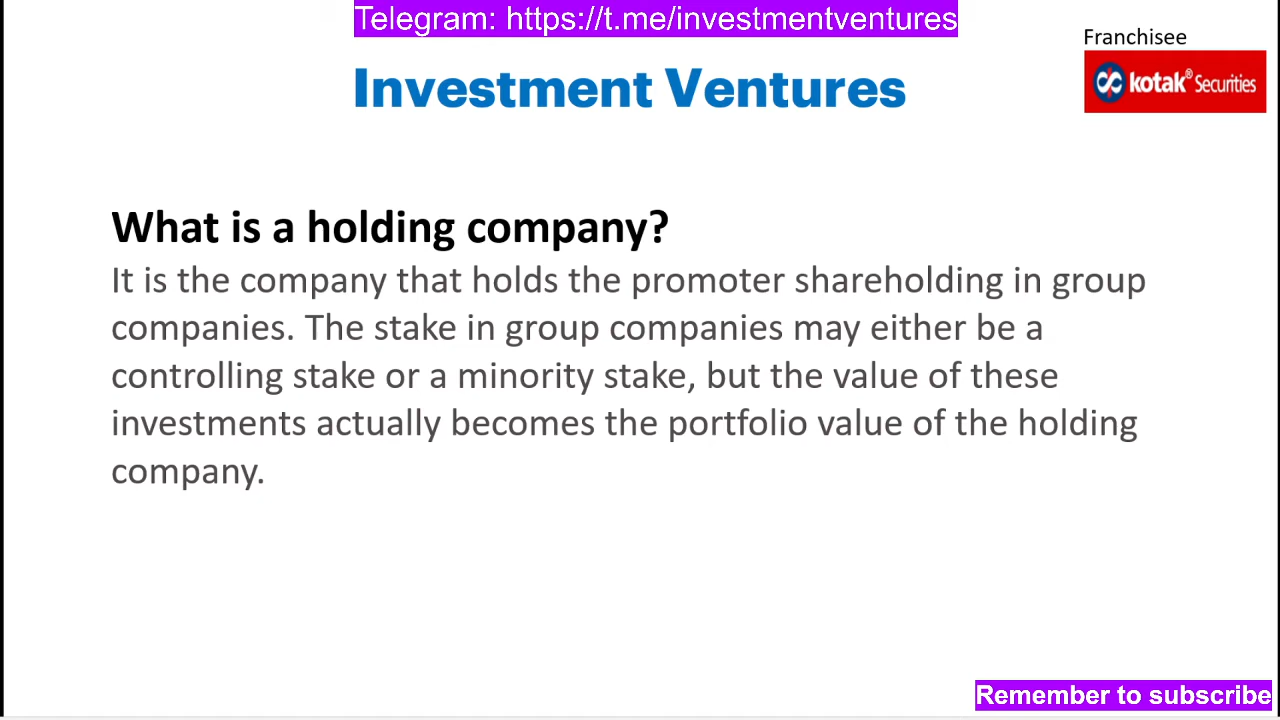 Telegram: https://t.me/investmentventures
Franchisee
Investment Ventures
kotak® Securities
What is a holding company?
It is the company that holds the promoter shareholding in group
companies. The stake in group companies may either be a
controlling stake or a minority stake, but the value of these
investments actually becomes the portfolio value of the holding
company.
Remember to subscribe